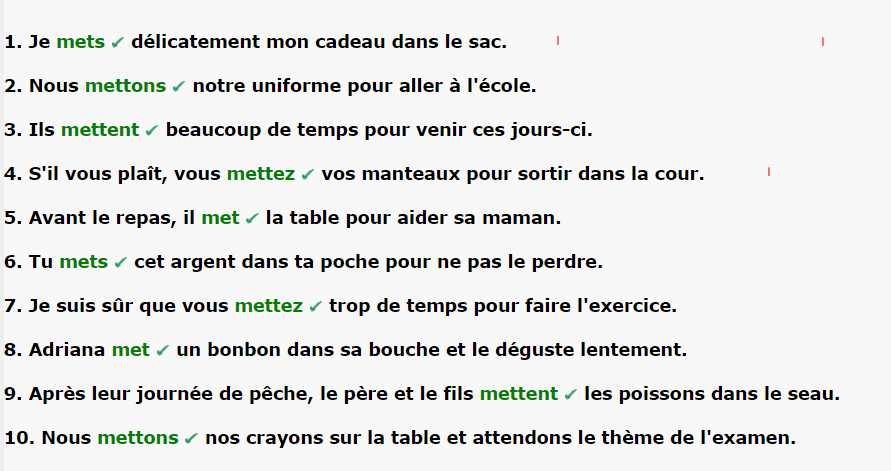 1. Je mets ✔ délicatement mon cadeau dans le sac.
2. Nous mettons ✔ notre uniforme pour aller à l'école.
3. Ils mettent ✔ beaucoup de temps pour venir ces jours-ci.
4. S'il vous plaît, vous mettez ✔ vos manteaux pour sortir dans la cour.
5. Avant le repas, il met ✔ la table pour aider sa maman.
6. Tu mets ✔ cet argent dans ta poche pour ne pas le perdre.
7. Je suis sûr que vous mettez ✔ trop de temps pour faire l'exercice.
8. Adriana met ✔ un bonbon dans sa bouche et le déguste lentement.
9. Après leur journée de pêche, le père et le fils mettent ✔ les poissons dans le seau.
10. Nous mettons ✔ nos crayons sur la table et attendons le thème de l'examen.